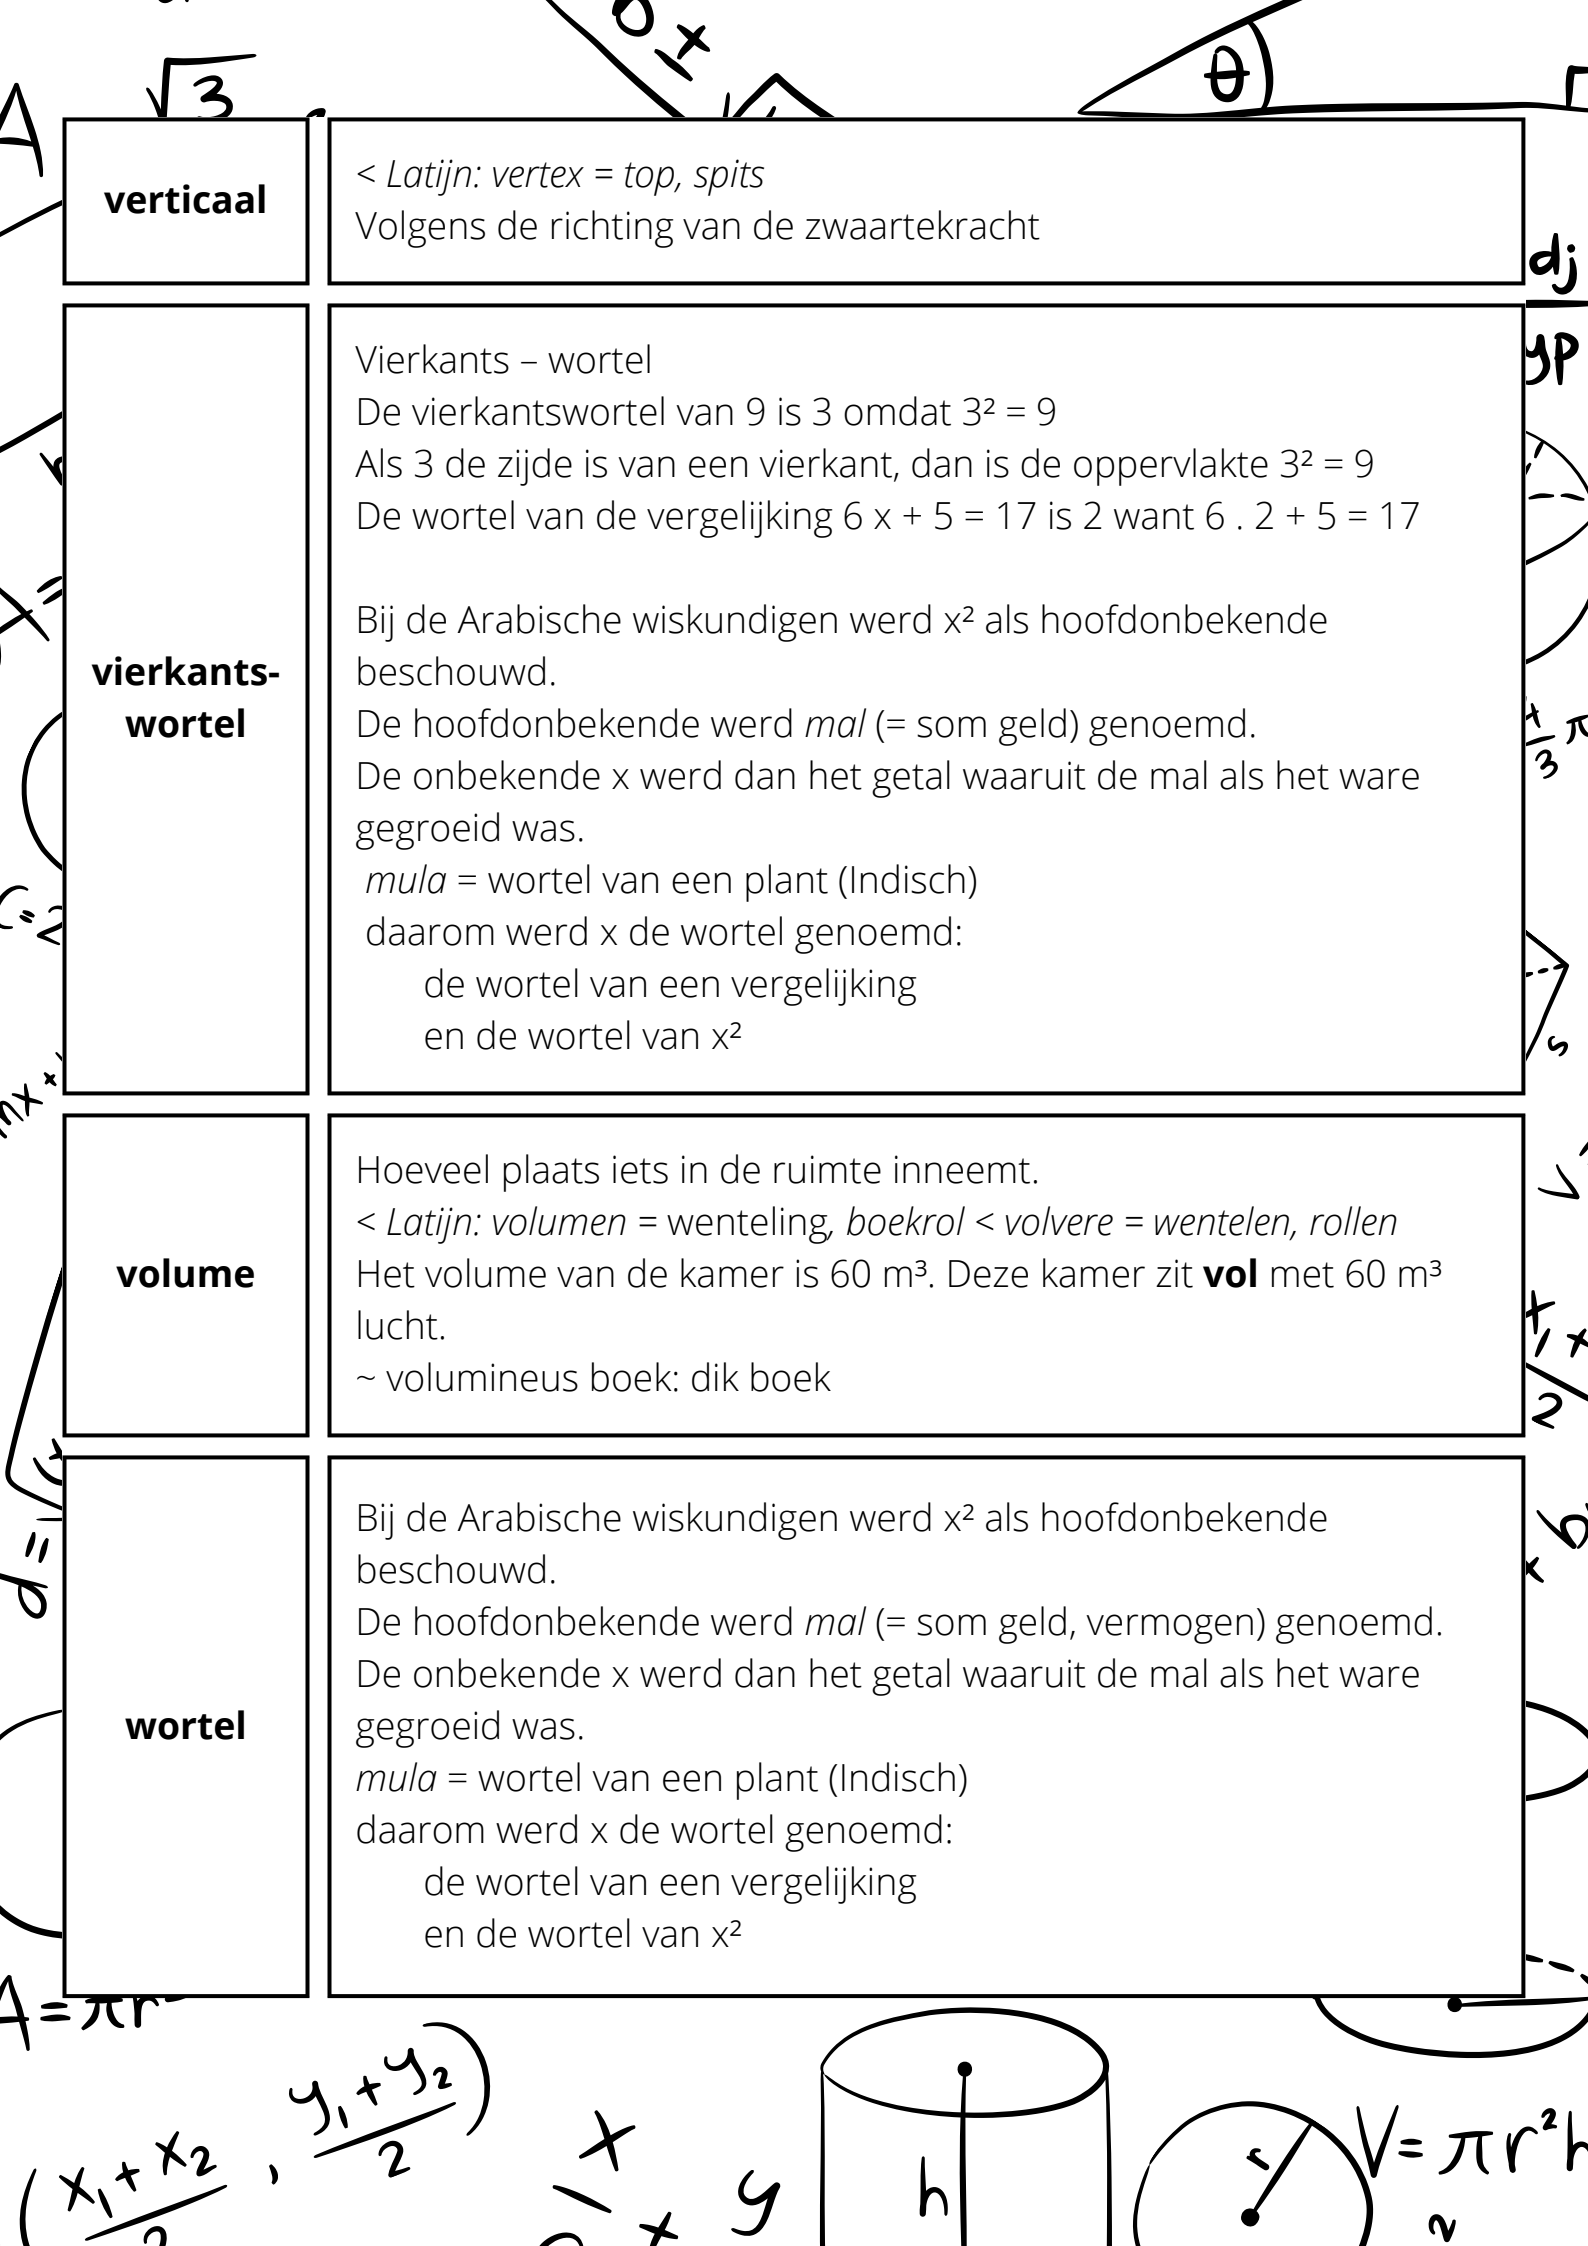 √3
θ
A
verticaal
< Latijn: vertex = top, spits
Volgens de richting van de zwaartekracht
dj
yp
vierkants-
wortel
Vierkants – wortel
De vierkantswortel van 9 is 3 omdat 3² = 9
Als 3 de zijde is van een vierkant, dan is de oppervlakte 3² = 9
De wortel van de vergelijking 6 x + 5 = 17 is 2 want 6 . 2 + 5 = 17
Bij de Arabische wiskundigen werd x² als hoofdonbekende
beschouwd.
De hoofdonbekende werd mal (= som geld) genoemd.
De onbekende x werd dan het getal waaruit de mal als het ware
gegroeid was.
mula = wortel van een plant (Indisch)
daarom werd x de wortel genoemd:
de wortel van een vergelijking
en de wortel van x²
volume
Hoeveel plaats iets in de ruimte inneemt.
< Latijn: volumen = wenteling, boekrol < volvere = wentelen, rollen
Het volume van de kamer is 60 m³. Deze kamer zit vol met 60 m³
lucht.
~ volumineus boek: dik boek
wortel
Bij de Arabische wiskundigen werd x² als hoofdonbekende
beschouwd.
De hoofdonbekende werd mal (= som geld, vermogen) genoemd.
De onbekende x werd dan het getal waaruit de mal als het ware
gegroeid was.
mula = wortel van een plant (Indisch)
daarom werd x de wortel genoemd:
de wortel van een vergelijking
en de wortel van x²
A = πr
(x₁ + x₂ / 2 , y₁ + y₂ / 2)
x
y
h
r
V = πr²h